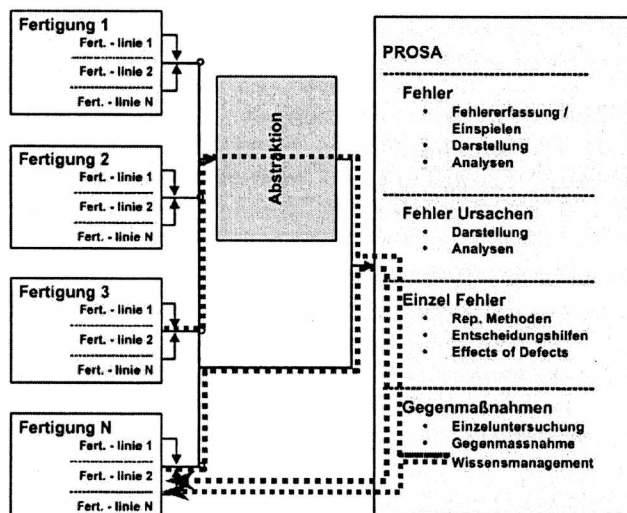 Fertigung 1
Fert. - linie 1
Fert. - linie 2
Fert. - linie N
Fertigung 2
Fert. - linie 1
Fert. - linie 2
Fert. - linie N
Fertigung 3
Fert. - linie 1
Fert. - linie 2
Fert. - linie N
Fertigung N
Fert. - linie 1
Fert. - linie 2
Fert. - linie N
Abstraktion
PROSA
Fehler
• Fehlererfassung /
Einspielen
• Darstellung
• Analysen
Fehler Ursachen
• Darstellung
• Analysen
Einzel Fehler
• Rep. Methoden
• Entscheidungshilfen
• Effects of Defects
Gegenmaßnahmen
• Einzeluntersuchung
• Gegenmassnahme
Wissensmanagement